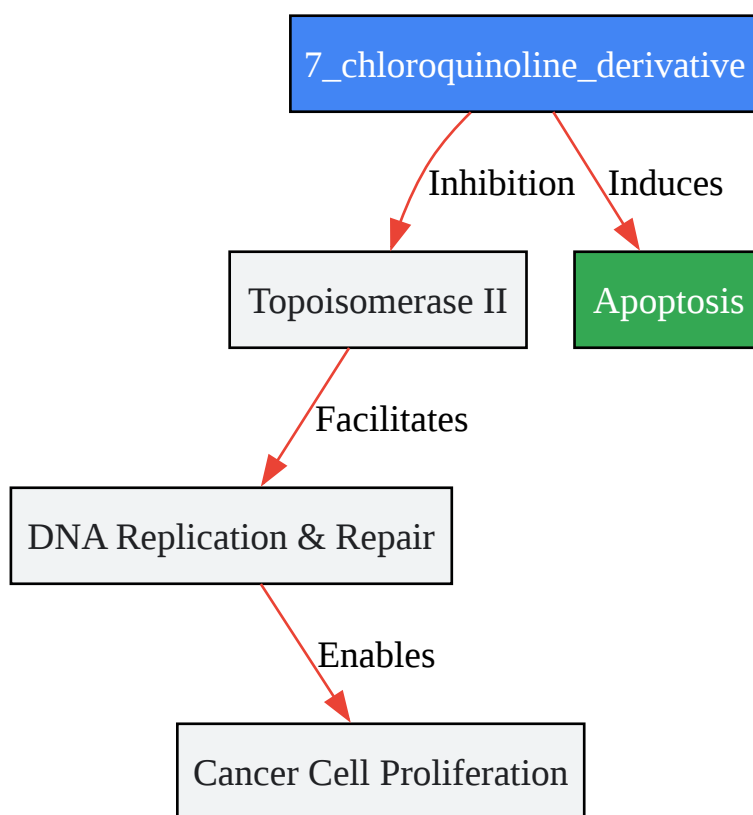 7_chloroquinoline_derivative
Inhibition
Induces
Topoisomerase II
Apoptosis
Facilitates
DNA Replication & Repair
Enables
Cancer Cell Proliferation